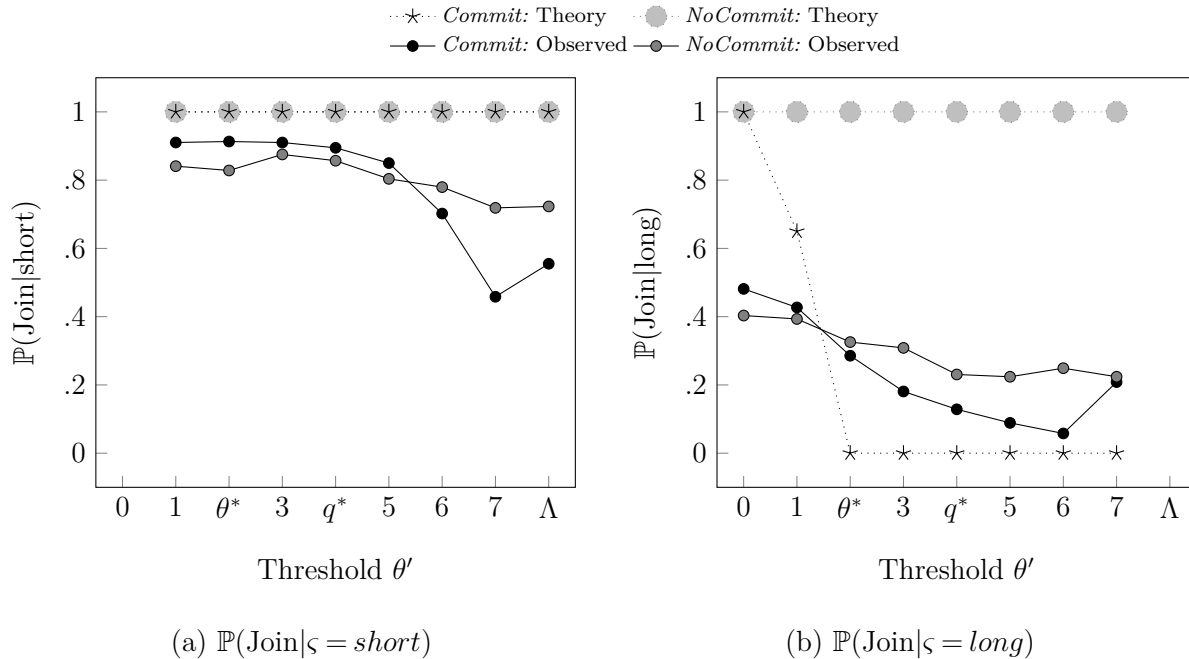 Commit: Theory NoCommit: Theory
Commit: Observed NoCommit: Observed
ℙ(Join|short)
1
.8
.6
.4
.2
0
0 1 θ* 3 q* 5 6 7 Λ
Threshold θ′
(a) ℙ(Join|ς = short)
ℙ(Join|long)
1
.8
.6
.4
.2
0
0 1 θ* 3 q* 5 6 7 Λ
Threshold θ′
(b) ℙ(Join|ς = long)